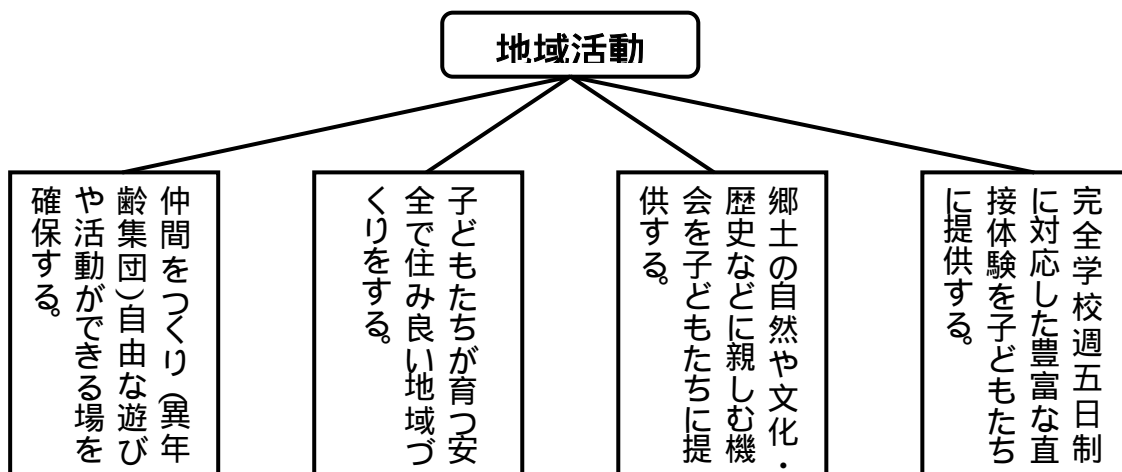 地域活動
完全学校週五日制
に対応した豊富な直
接体験を子どもたち
に提供する。
郷土の自然や文化・
歴史などに親しむ機
会を子どもたちに提
供する。
子どもたちが育つ安
全で住み良い地域づ
くりをする。
仲間をつくり(異年
齢集団)自由な遊び
や活動ができる場を
確保する。